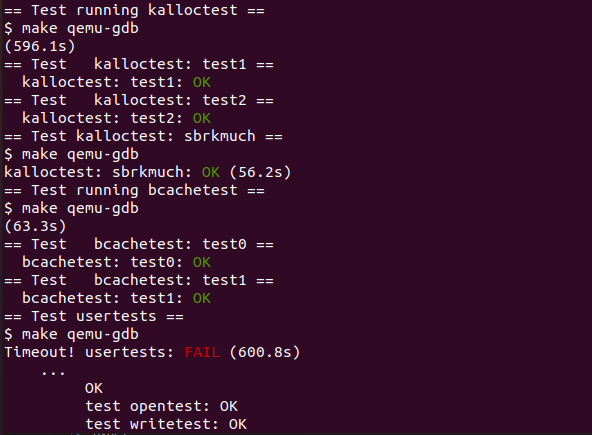 == Test running kalloctest ==
$ make qemu-gdb
(596.1s)
== Test   kalloctest: test1 ==
  kalloctest: test1: OK
== Test   kalloctest: test2 ==
  kalloctest: test2: OK
== Test kalloctest: sbrkmuch ==
$ make qemu-gdb
kalloctest: sbrkmuch: OK (56.2s)
== Test running bcachetest ==
$ make qemu-gdb
(63.3s)
== Test   bcachetest: test0 ==
  bcachetest: test0: OK
== Test   bcachetest: test1 ==
  bcachetest: test1: OK
== Test usertests ==
$ make qemu-gdb
Timeout! usertests: FAIL (600.8s)
    ...
         OK
         test opentest: OK
         test writetest: OK